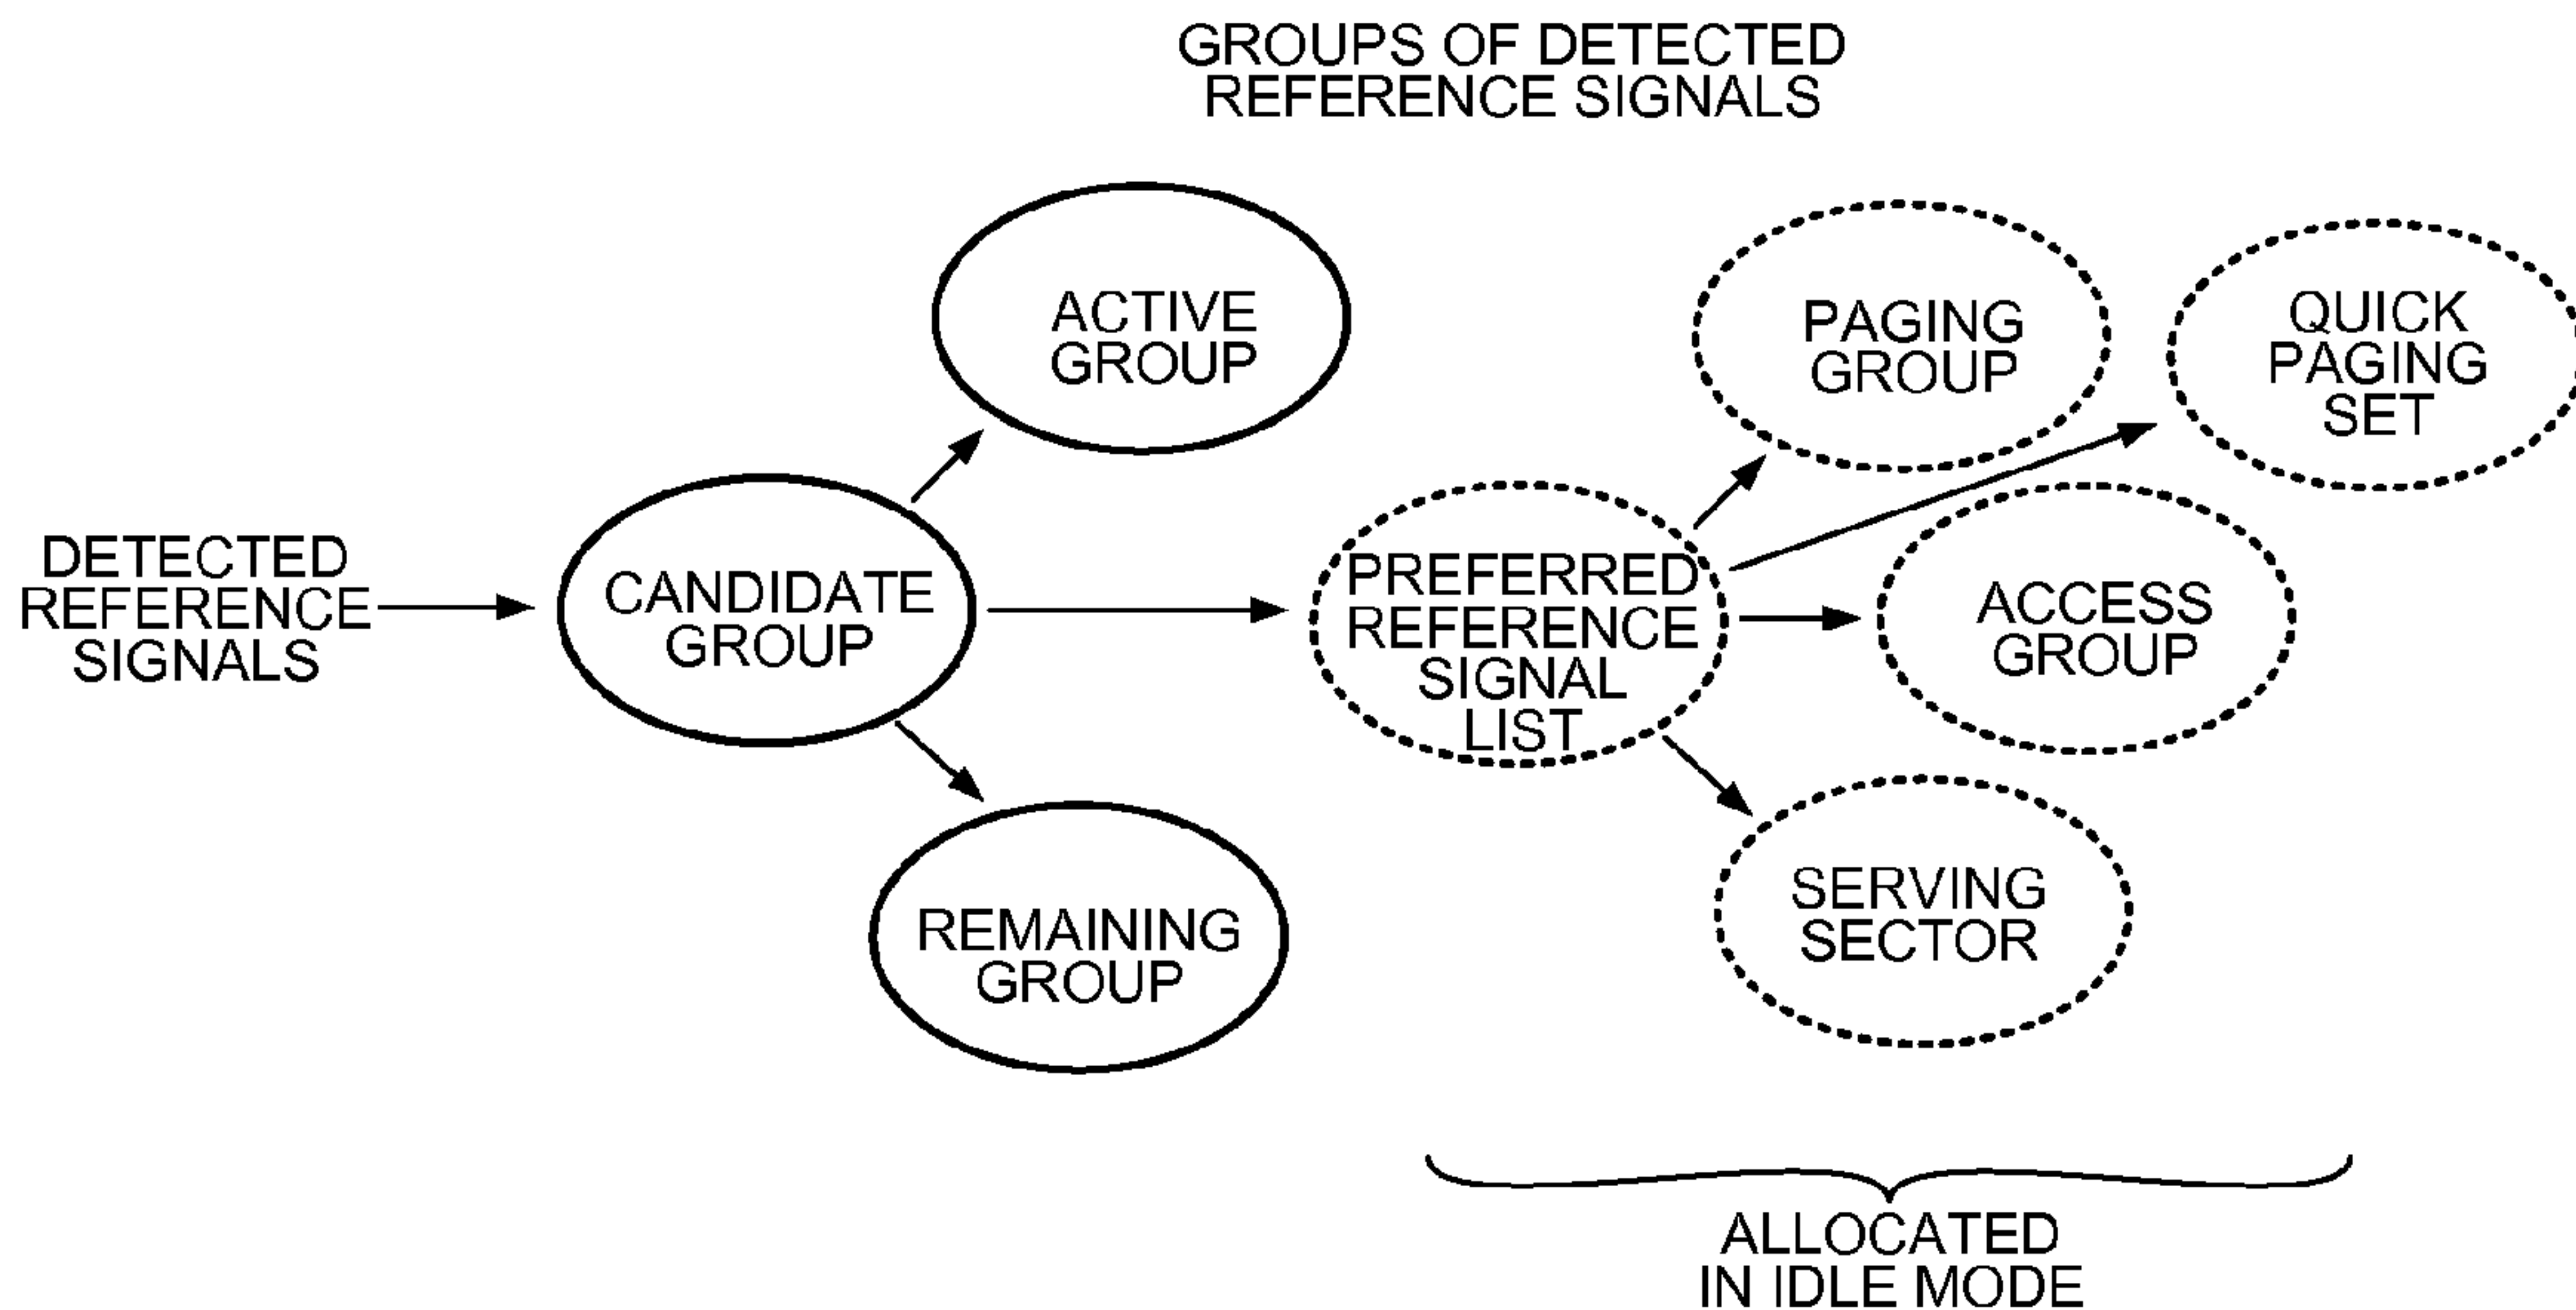 GROUPS OF DETECTED
REFERENCE SIGNALS
ACTIVE
GROUP
PAGING
GROUP
QUICK
PAGING
SET
DETECTED
REFERENCE
SIGNALS
CANDIDATE
GROUP
PREFERRED
REFERENCE
SIGNAL
LIST
ACCESS
GROUP
REMAINING
GROUP
SERVING
SECTOR
ALLOCATED
IN IDLE MODE